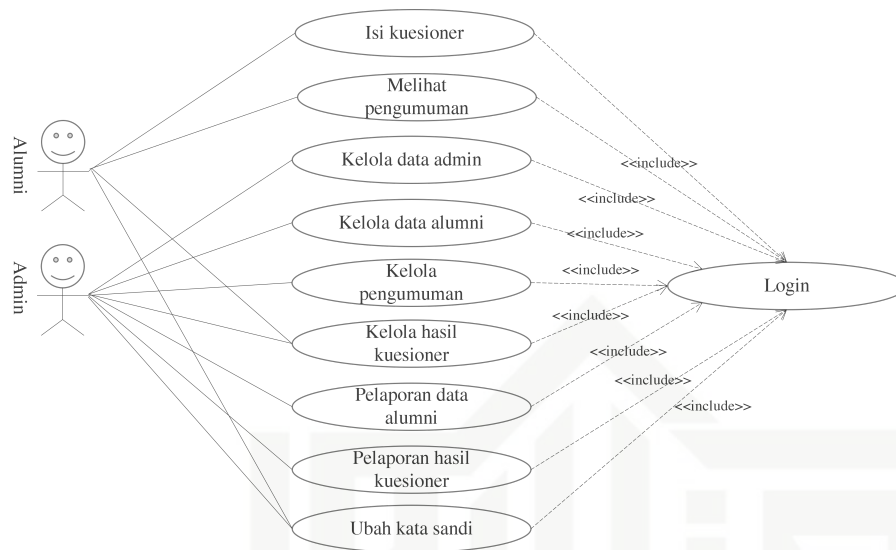 Alumni
Admin
Isi kuesioner
Melihat
pengumuman
Kelola data admin
Kelola data alumni
Kelola
pengumuman
Kelola hasil
kuesioner
Pelaporan data
alumni
Pelaporan hasil
kuesioner
Ubah kata sandi
<<include>>
<<include>>
<<include>>
<<include>>
<<include>>
<<include>>
<<include>>
<<include>>
Login